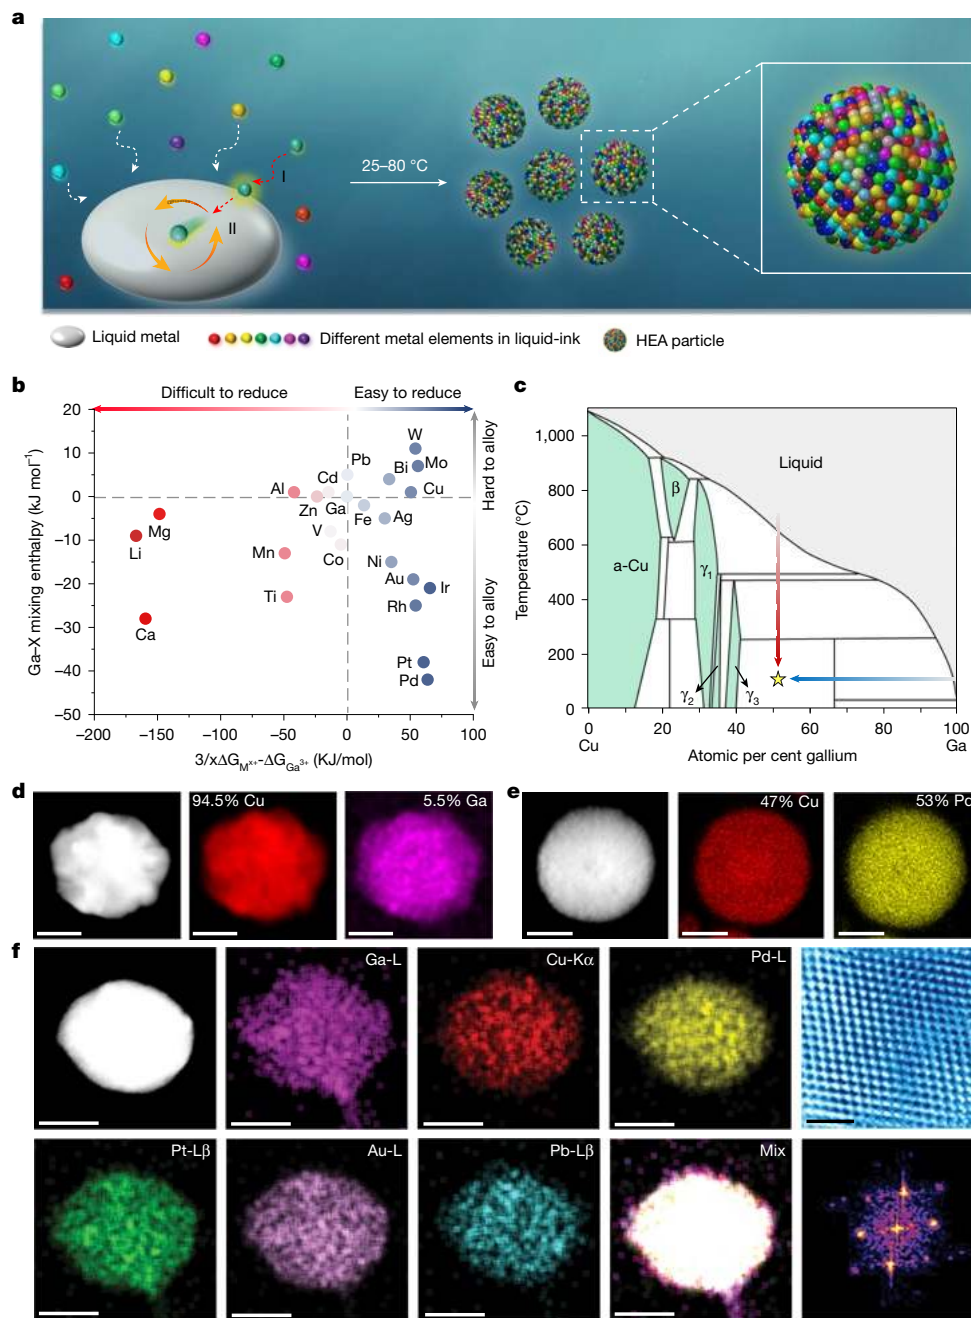 a
I
II
25–80 °C
Liquid metal
Different metal elements in liquid-ink
HEA particle
b
Difficult to reduce
Easy to reduce
Ga–X mixing enthalpy (kJ mol⁻¹)
20
10
0
−10
−20
−30
−40
−50
W
Mo
Pb
Bi
Cu
Cd
Al
Zn
Ga
Fe
Ag
V
Co
Mg
Li
Mn
Ni
Au
Ir
Ti
Rh
Ca
Pt
Pd
Hard to alloy
Easy to alloy
−200
−150
−100
−50
0
50
100
3/xΔG_Mˣ⁺-ΔG_Ga³⁺ (KJ/mol)
c
Temperature (°C)
1,000
800
600
400
200
0
Liquid
β
a-Cu
γ₁
γ₂
γ₃
0
20
40
60
80
100
Cu
Ga
Atomic per cent gallium
d
94.5% Cu
5.5% Ga
e
47% Cu
53% Pd
f
Ga-L
Cu-Kα
Pd-L
Pt-Lβ
Au-L
Pb-Lβ
Mix